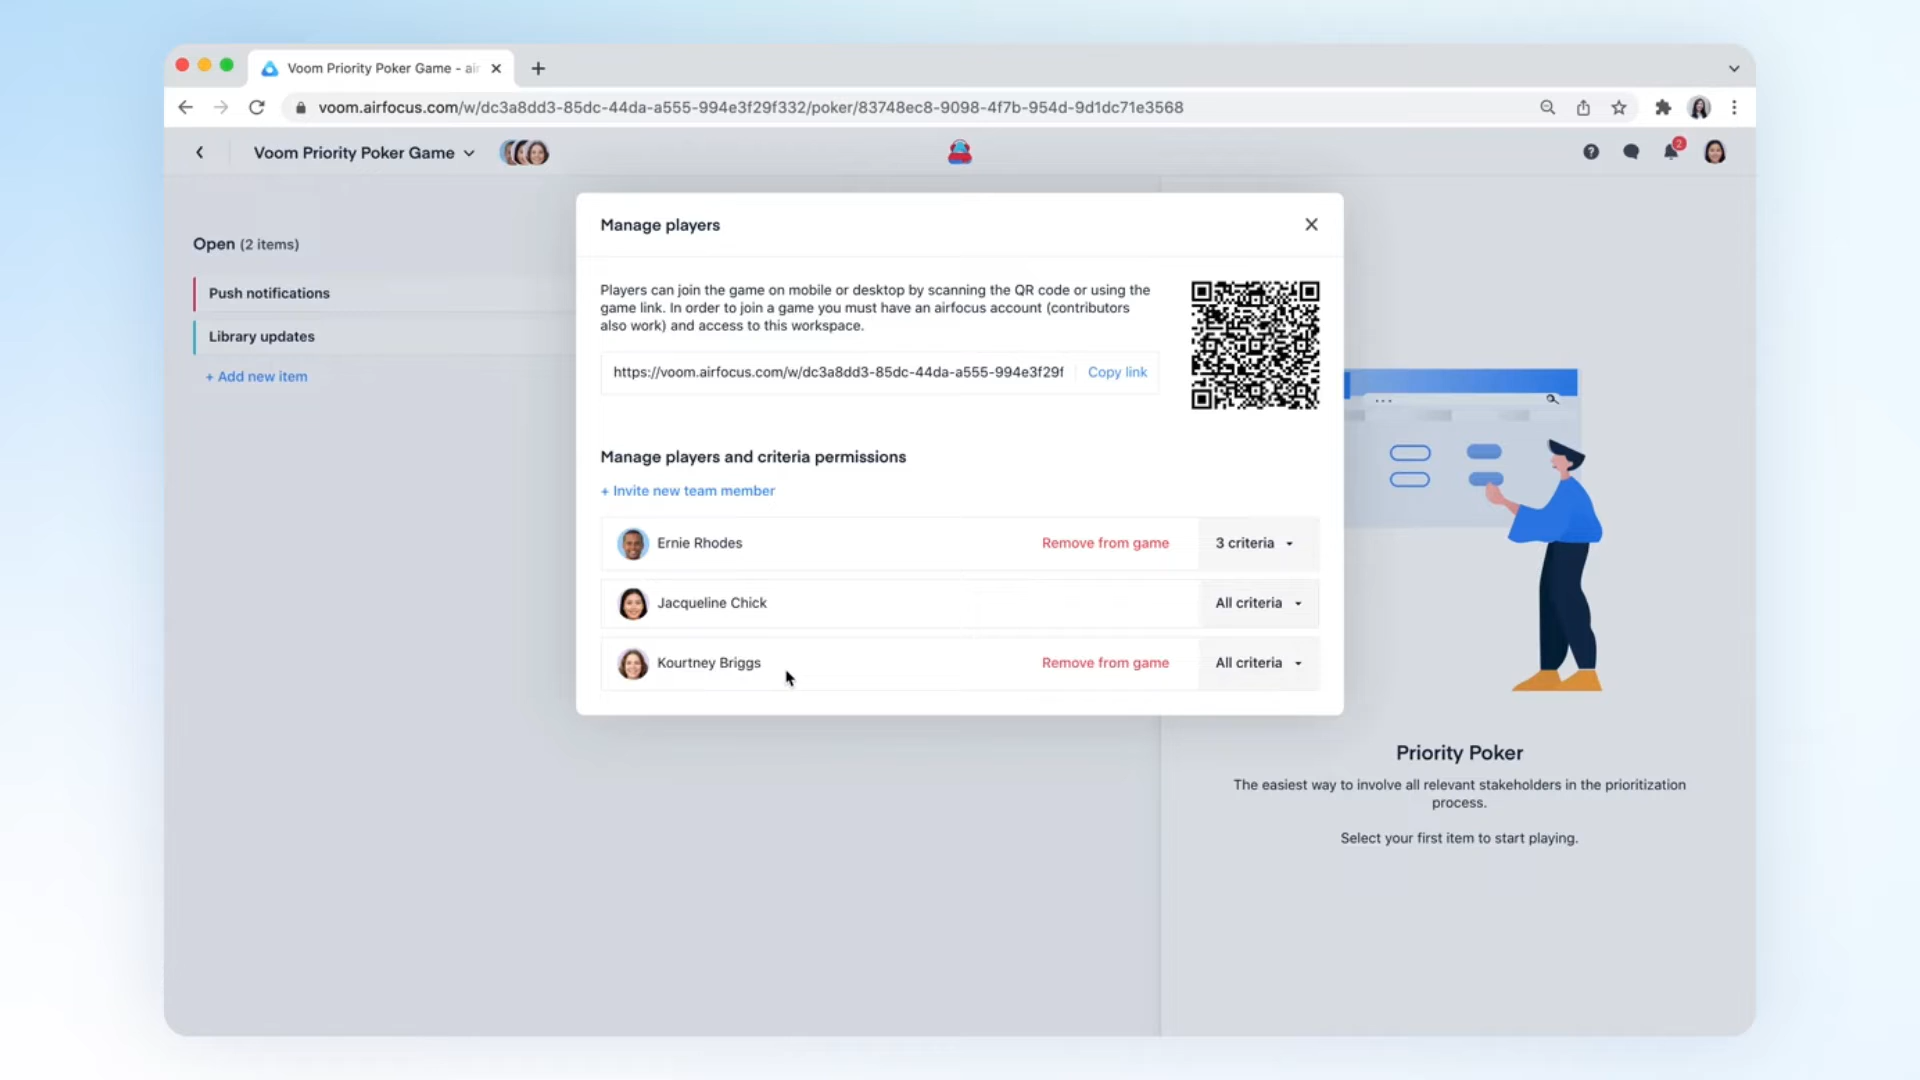 Voom Priority Poker Game - air
voom.airfocus.com/w/dc3a8dd3-85dc-44da-a555-994e3f29f332/poker/83748ec8-9098-4f7b-954d-9d1dc71e3568
Voom Priority Poker Game
2
Open (2 items)
Push notifications
Library updates
+ Add new item
Manage players
Players can join the game on mobile or desktop by scanning the QR code or using the
game link. In order to join a game you must have an airfocus account (contributors
also work) and access to this workspace.
https://voom.airfocus.com/w/dc3a8dd3-85dc-44da-a555-994e3f29f
Copy link
Manage players and criteria permissions
+ Invite new team member
Ernie Rhodes
Remove from game
3 criteria
Jacqueline Chick
All criteria
Kourtney Briggs
Remove from game
All criteria
Priority Poker
The easiest way to involve all relevant stakeholders in the prioritization
process.
Select your first item to start playing.